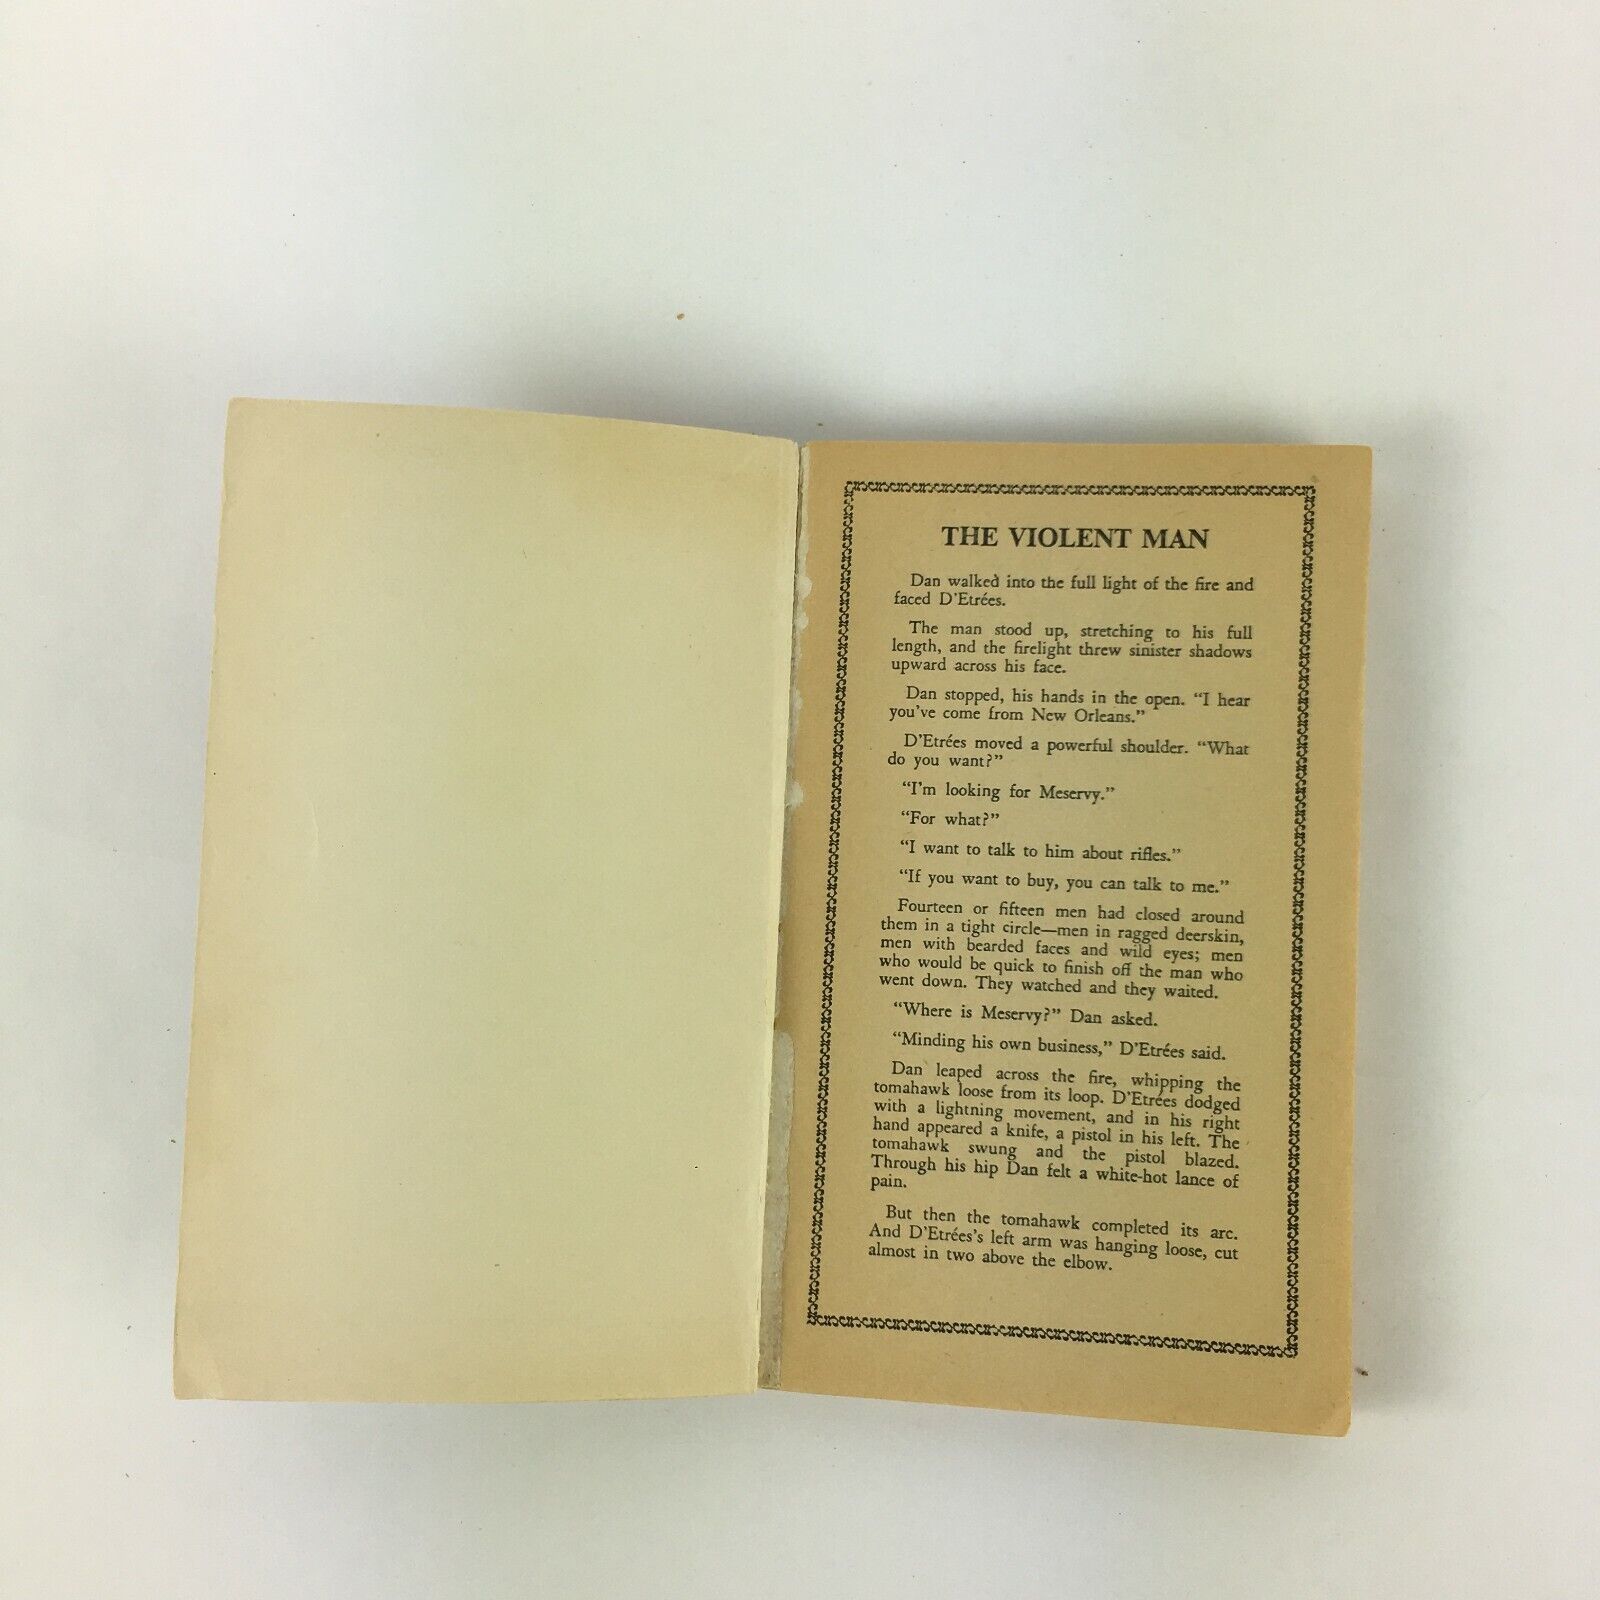 THE VIOLENT MAN
Dan walked into the full light of the fire and
faced D'Etrées.
The man stood up, stretching to his full
length, and the firelight threw sinister shadows
upward across his face.
Dan stopped, his hands in the open. "I hear
you've come from New Orleans."
D'Etrées moved a powerful shoulder. "What
do you want?"
"I'm looking for Meservy."
"For what?"
"I want to talk to him about rifles."
"If you want to buy, you can talk to me."
Fourteen or fifteen men had closed around
them in a tight circle—men in ragged deerskin,
men with bearded faces and wild eyes; men
who would be quick to finish off the man who
went down. They watched and they waited.
"Where is Meservy?" Dan asked.
"Minding his own business," D'Etrées said.
Dan leaped across the fire, whipping the
tomahawk loose from its loop. D'Etrées dodged
with a lightning movement, and in his right
hand appeared a knife, a pistol in his left. The
tomahawk swung and the pistol blazed.
Through his hip Dan felt a white-hot lance of
pain.
But then the tomahawk completed its arc.
And D'Etrées's left arm was hanging loose, cut
almost in two above the elbow.